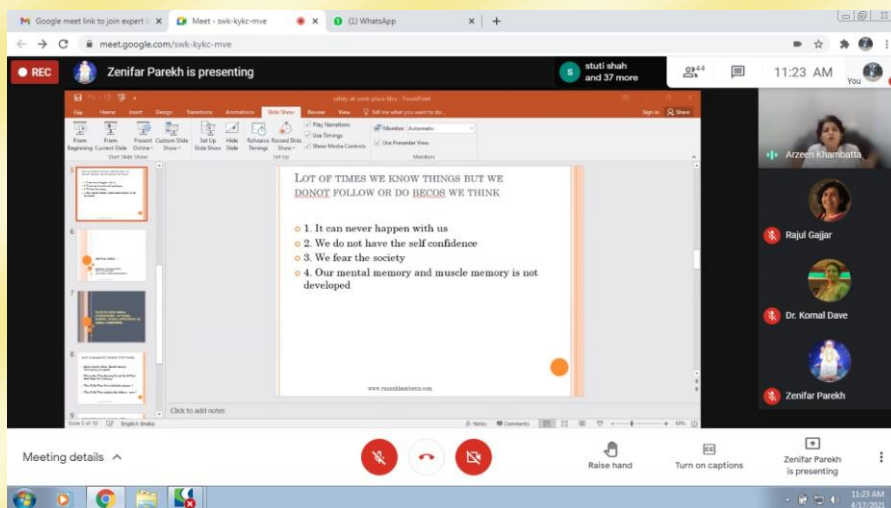 Google meet link to join expert
Meet - swk-kykc-mve
(1) WhatsApp
meet.google.com/swk-kykc-mve
REC
Zenifar Parekh is presenting
s
stuti shah
and 37 more
44
11:23 AM
You
Sign in Share
File Home Insert Design Transitions Animations Slide Show Review View Tell me what you want to do...
From Beginning
From Current Slide
Present Online
Custom Slide Show
Set Up Slide Show
Hide Slide
Rehearse Timings
Record Slide Show
Play Narrations
Use Timings
Show Media Controls
Monitor: Automatic
Use Presenter View
Start Slide Show
Set Up
Monitors
LOT OF TIMES WE KNOW THINGS BUT WE
DONOT FOLLOW OR DO BECOS WE THINK
1. It can never happen with us
2. We do not have the self confidence
3. We fear the society
4. Our mental memory and muscle memory is not
developed
5
6
7
8
9
Click to add notes
English (India)
Notes Comments
Arzeen Khambatta
Rajul Gajjar
Dr. Komal Dave
Zenifar Parekh
Meeting details
Raise hand
Turn on captions
Zenifar Parekh
is presenting
11:23 AM
4/17/2021